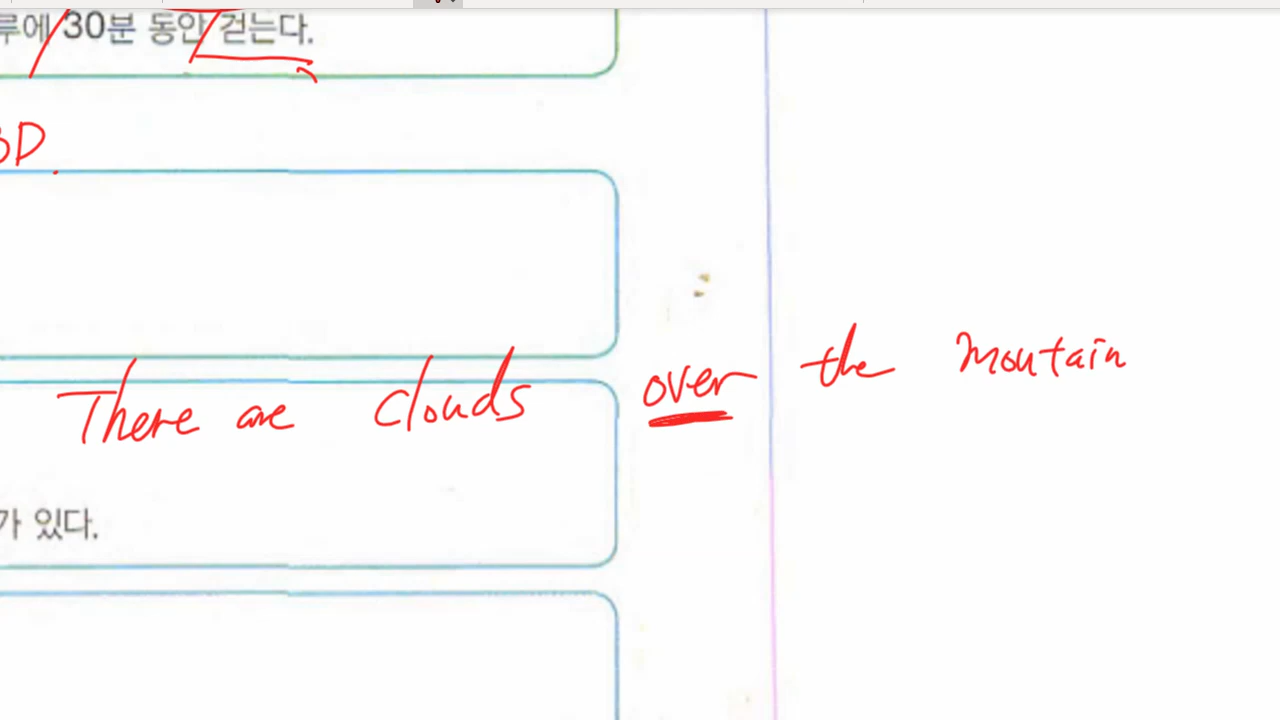 루에 30분 동안 걷는다.
BD
There are clouds over the moutain
가 있다.